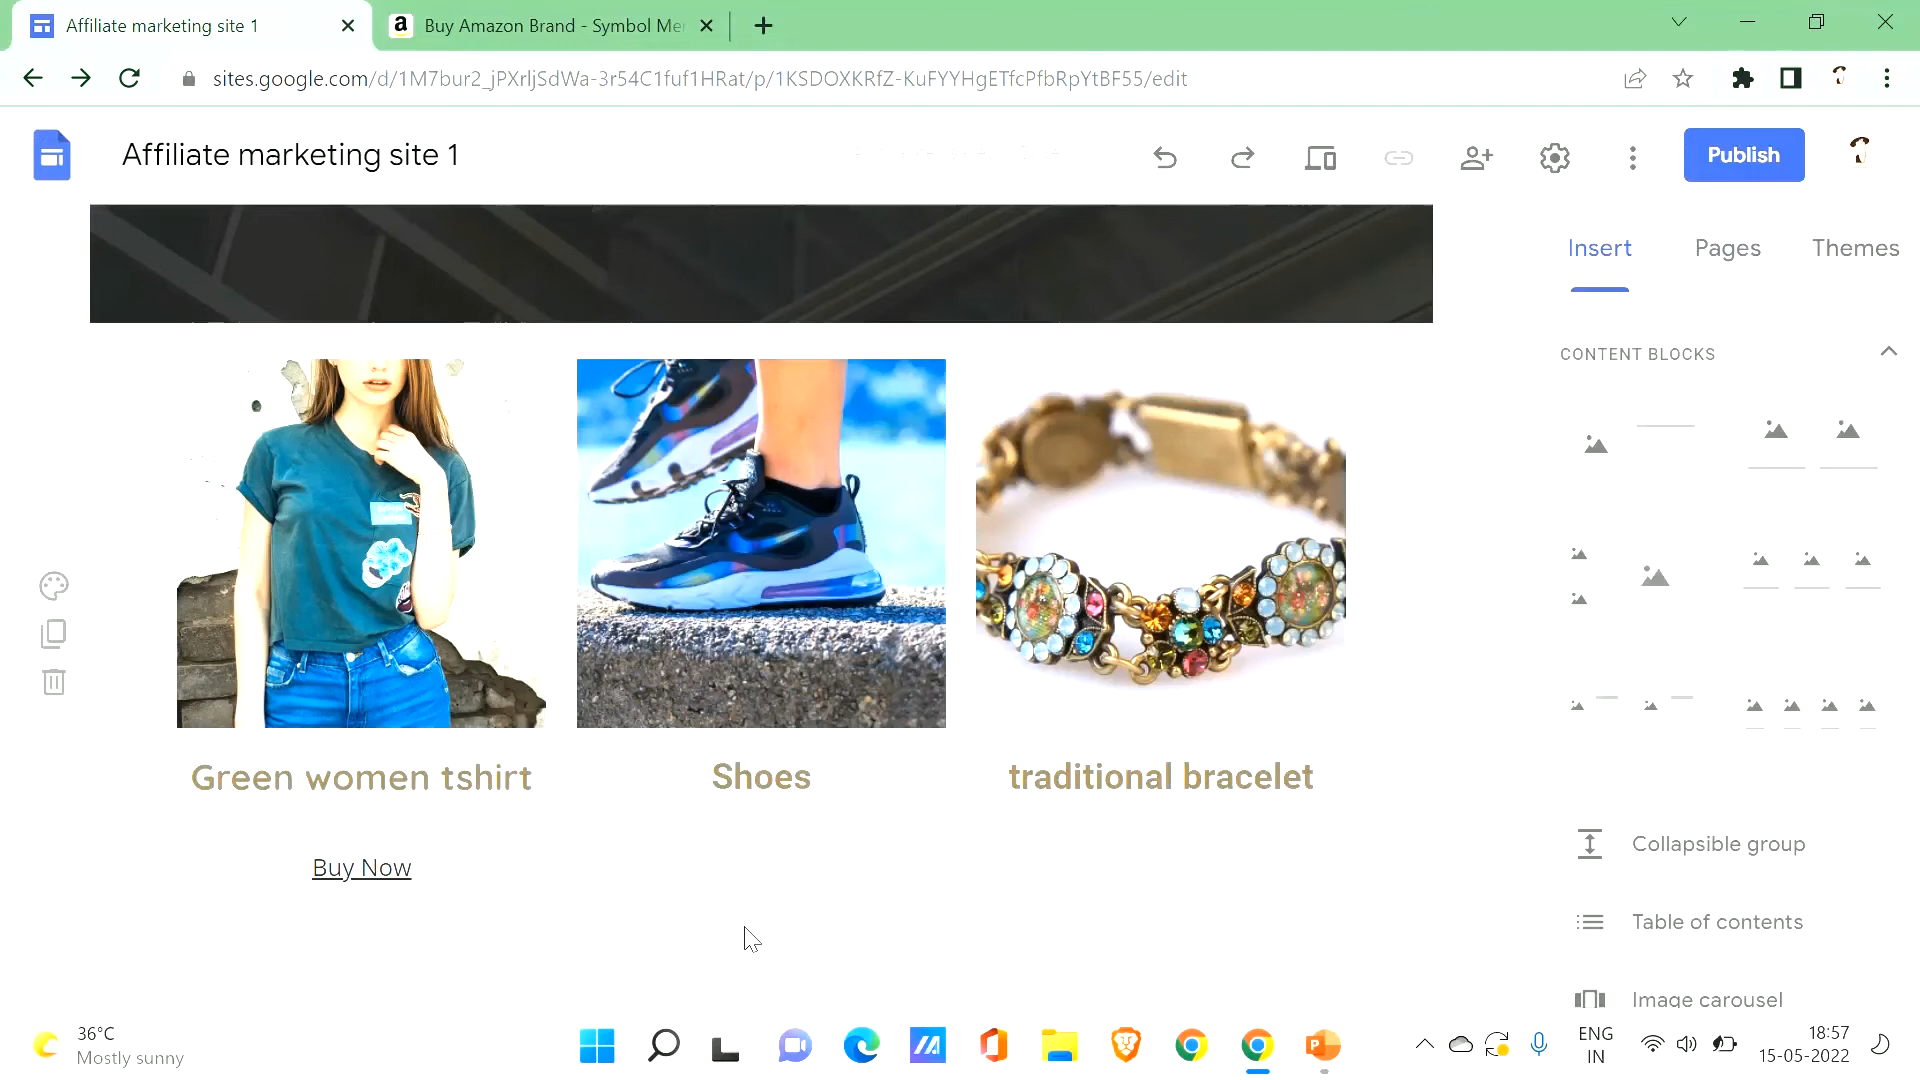 Affiliate marketing site 1
Buy Amazon Brand - Symbol Me
sites.google.com/d/1M7bur2_jPXrljSdWa-3r54C1fuf1HRat/p/1KSDOXKRfZ-KuFYYHgETfcPfbRpYtBF55/edit
Affiliate marketing site 1
Publish
Insert
Pages
Themes
CONTENT BLOCKS
Green women tshirt
Shoes
traditional bracelet
Buy Now
Collapsible group
Table of contents
Image carousel
36°C
Mostly sunny
ENG
IN
18:57
15-05-2022